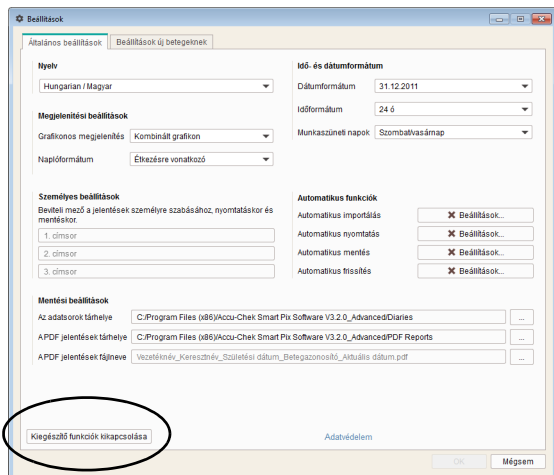 Beállítások
Általános beállítások Beállítások új betegeknek
Nyelv
Hungarian / Magyar
Megjelenítési beállítások
Grafikonos megjelenítés Kombinált grafikon
Naplóformátum Étkezésre vonatkozó
Idő- és dátumformátum
Dátumformátum 31.12.2011
Időformátum 24 ó
Munkaszüneti napok Szombat/vasárnap
Személyes beállítások
Beviteli mező a jelentések személyre szabásához, nyomtatáskor és
mentéskor.
1. címsor
2. címsor
3. címsor
Automatikus funkciók
Automatikus importálás Beállítások...
Automatikus nyomtatás Beállítások...
Automatikus mentés Beállítások...
Automatikus frissítés Beállítások...
Mentési beállítások
Az adatsorok tárhelye C:/Program Files (x86)/Accu-Chek Smart Pix Software V3.2.0_Advanced/Diaries ...
A PDF jelentések tárhelye C:/Program Files (x86)/Accu-Chek Smart Pix Software V3.2.0_Advanced/PDF Reports ...
A PDF jelentések fájlneve Vezetéknév_Keresztnév_Születési dátum_Betegazonosító_Aktuális dátum.pdf ...
Kiegészítő funkciók kikapcsolása
Adatvédelem
OK Mégsem